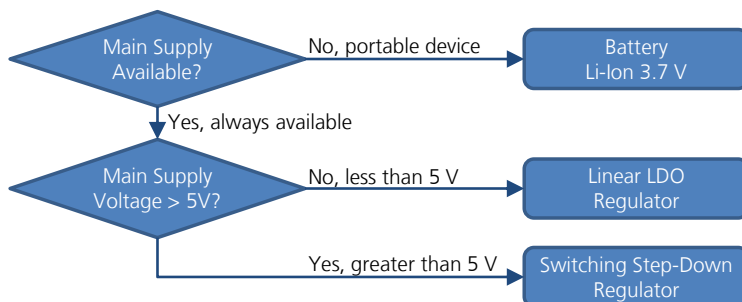 Main Supply
Available?
No, portable device
Battery
Li-Ion 3.7 V
Yes, always available
Main Supply
Voltage > 5V?
No, less than 5 V
Linear LDO
Regulator
Yes, greater than 5 V
Switching Step-Down
Regulator